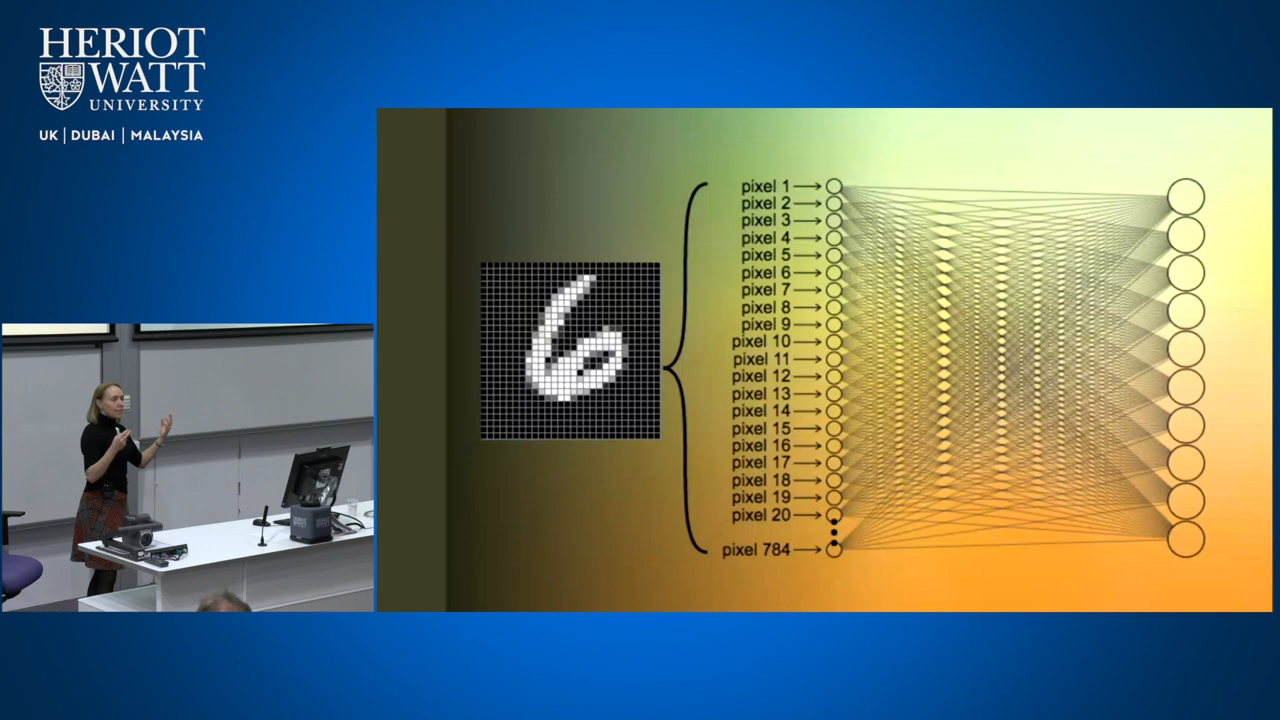 HERIOT
WATT
UNIVERSITY
UK | DUBAI | MALAYSIA
pixel 1
pixel 2
pixel 3
pixel 4
pixel 5
pixel 6
pixel 7
pixel 8
pixel 9
pixel 10
pixel 11
pixel 12
pixel 13
pixel 14
pixel 15
pixel 16
pixel 17
pixel 18
pixel 19
pixel 20
pixel 784
6